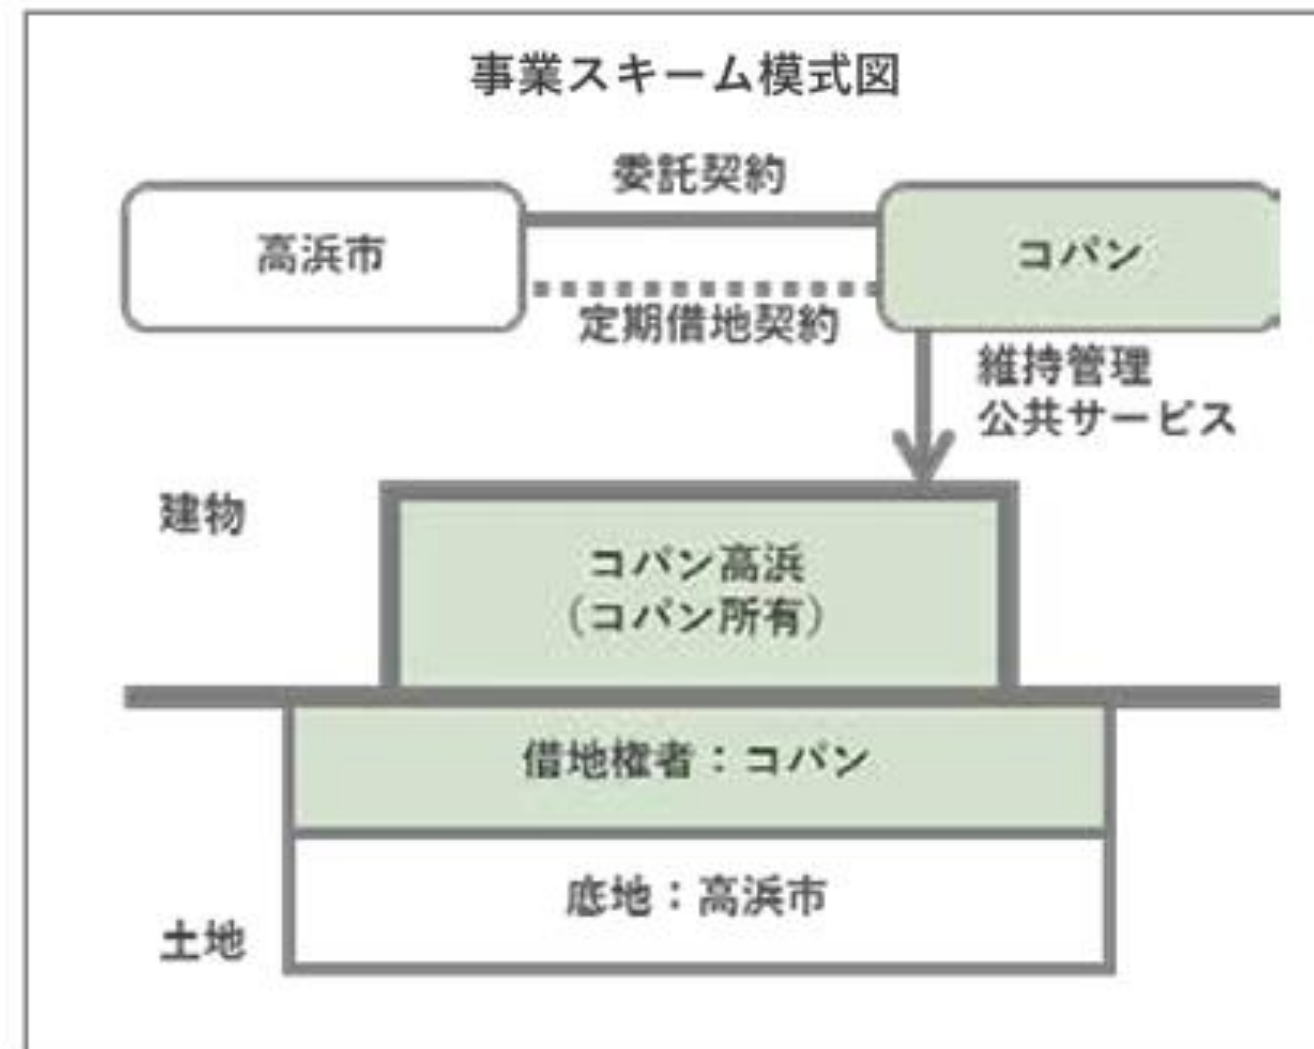 事業スキーム模式図
委託契約
高浜市
コパン
定期借地契約
維持管理
公共サービス
建物
コパン高浜
（コパン所有）
借地権者：コパン
底地：高浜市
土地